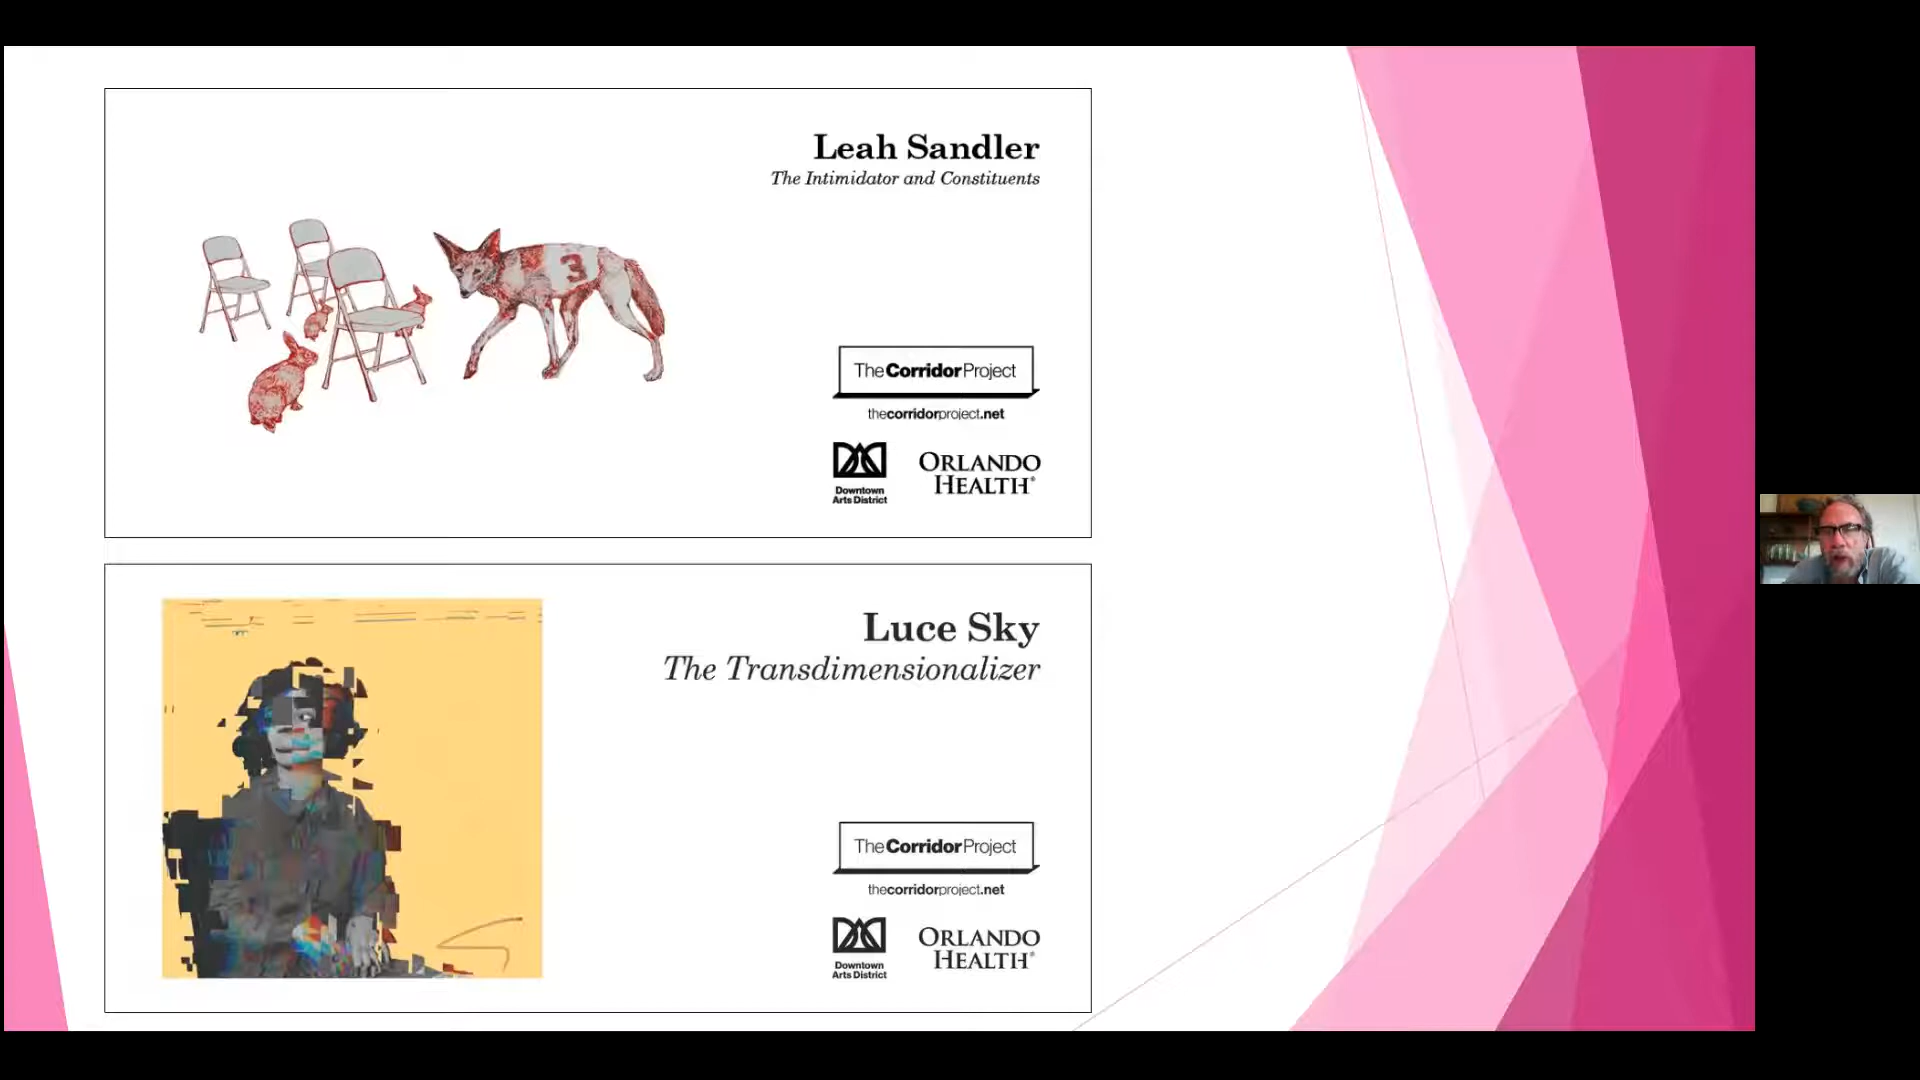 Leah Sandler
The Intimidator and Constituents
3
The Corridor Project
thecorridorproject.net
Downtown
Arts District
ORLANDO
HEALTH®
Luce Sky
The Transdimensionalizer
The Corridor Project
thecorridorproject.net
Downtown
Arts District
ORLANDO
HEALTH®